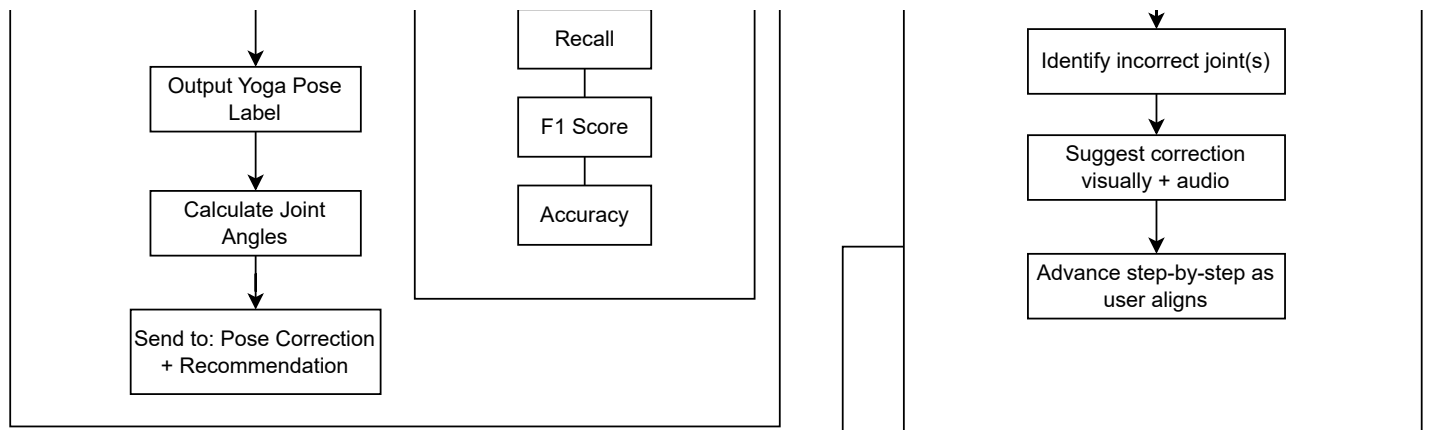 Output Yoga Pose
Label
Calculate Joint
Angles
Send to: Pose Correction
+ Recommendation
Recall
F1 Score
Accuracy
Identify incorrect joint(s)
Suggest correction
visually + audio
Advance step-by-step as
user aligns